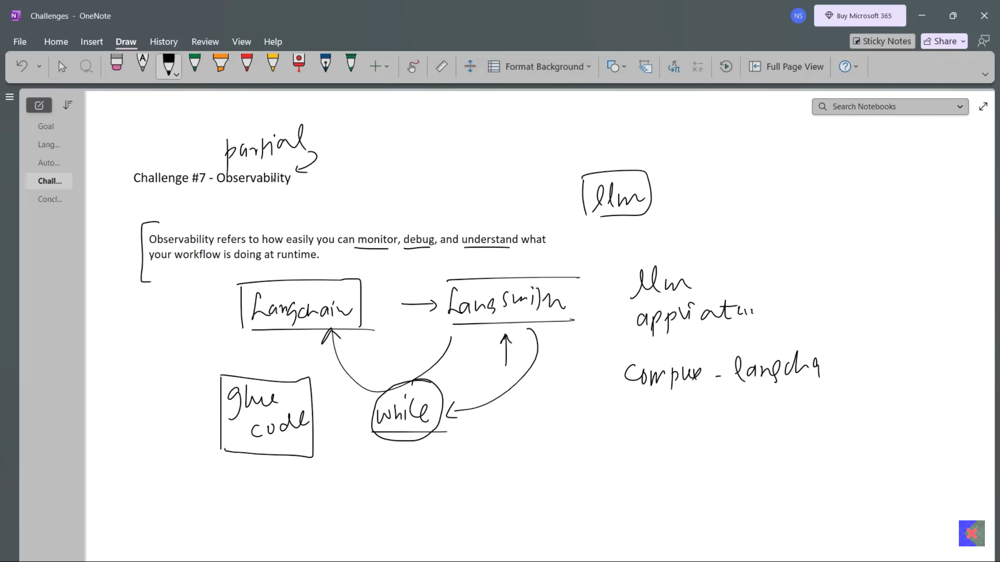 Challenges - OneNote
NS
Buy Microsoft 365
File Home Insert Draw History Review View Help
Sticky Notes
Share
Format Background
Full Page View
Search Notebooks
Goal
Lang...
Auto...
Chall...
Concl...
partial
Challenge #7 - Observability
llm
Observability refers to how easily you can monitor, debug, and understand what
your workflow is doing at runtime.
Langchain → LangSmith
llm
applicat...
- langcha
glue
code
while